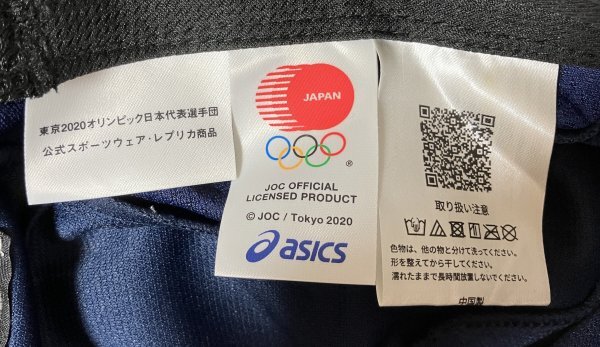 東京2020オリンピック日本代表選手団
公式スポーツウェア・レプリカ商品
JAPAN
®
JOC OFFICIAL
LICENSED PRODUCT
© JOC / Tokyo 2020
asics
取り扱い注意
色物は、他の物と分けて洗ってください。
形を整えてから干してください。
濡れたままで長時間放置しないでください。
中国製